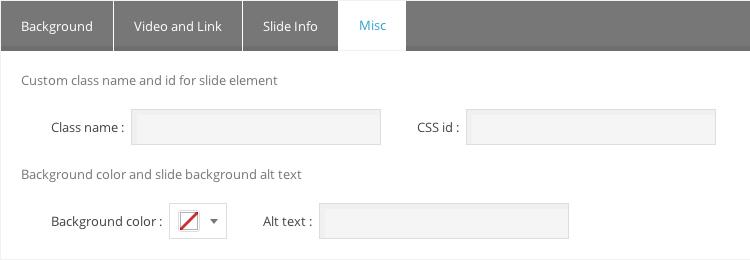 Background Video and Link Slide Info Misc
Custom class name and id for slide element
Class name : CSS id :
Background color and slide background alt text
Background color : Alt text :